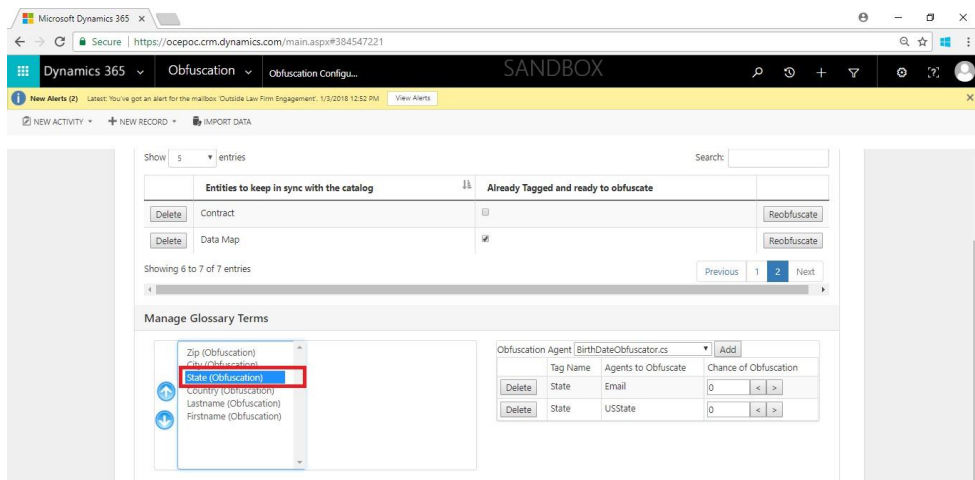 Microsoft Dynamics 365
Secure | https://ocepoc.crm.dynamics.com/main.aspx#384547221
Dynamics 365 Obfuscation Obfuscation Configu... SANDBOX
New Alerts (2) Latest: You've got an alert for the mailbox 'Outside Law Firm Engagement'. 1/3/2018 12:52 PM View Alerts
NEW ACTIVITY NEW RECORD IMPORT DATA
Show 5 entries Search:
Entities to keep in sync with the catalog Already Tagged and ready to obfuscate
Delete Contract Reobfuscate
Delete Data Map Reobfuscate
Showing 6 to 7 of 7 entries Previous 1 2 Next
Manage Glossary Terms
Zip (Obfuscation)
City (Obfuscation)
State (Obfuscation)
Country (Obfuscation)
Lastname (Obfuscation)
Firstname (Obfuscation)
Obfuscation Agent BirthDateObfuscator.cs Add
Tag Name Agents to Obfuscate Chance of Obfuscation
Delete State Email 0 < >
Delete State USState 0 < >